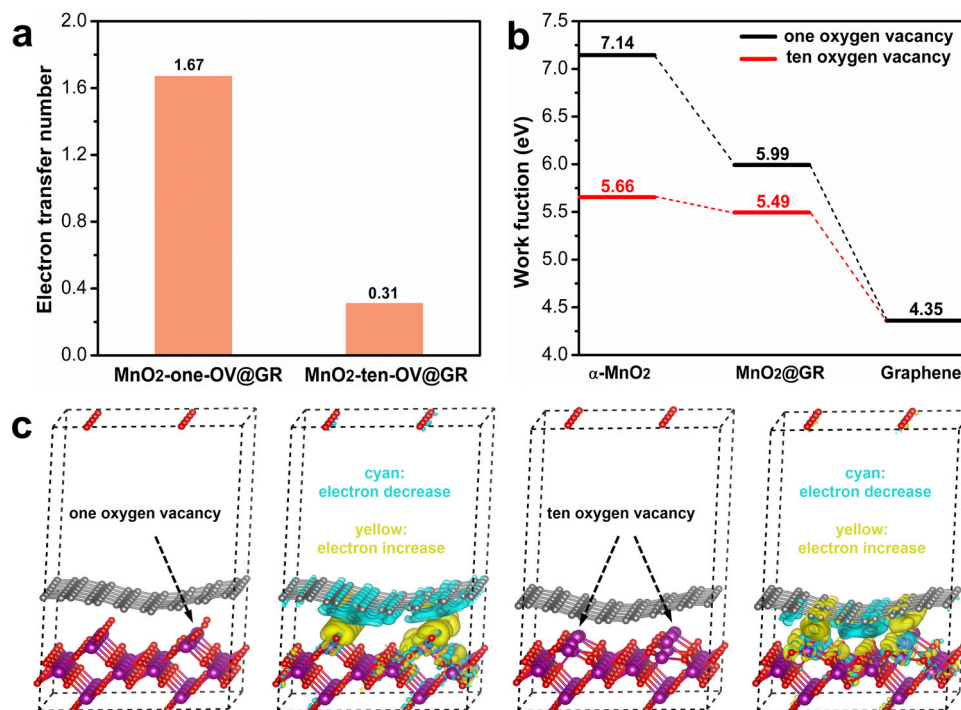 a
2.0
1.6
1.2
0.8
0.4
0.0
Electron transfer number
1.67
0.31
MnO2-one-OV@GR
MnO2-ten-OV@GR
b
7.5
7.0
6.5
6.0
5.5
5.0
4.5
4.0
Work fuction (eV)
one oxygen vacancy
ten oxygen vacancy
7.14
5.99
5.66
5.49
4.35
α-MnO2
MnO2@GR
Graphene
c
one oxygen vacancy
cyan:
electron decrease
yellow:
electron increase
ten oxygen vacancy
cyan:
electron decrease
yellow:
electron increase